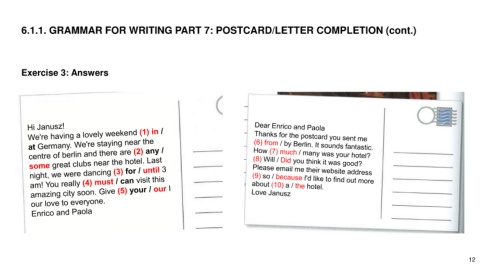 6.1.1. GRAMMAR FOR WRITING PART 7: POSTCARD/LETTER COMPLETION (cont.)
Exercise 3: Answers
Hi Janusz!
We're having a lovely weekend (1) in /
at Germany. We're staying near the
centre of berlin and there are (2) any /
some great clubs near the hotel. Last
night, we were dancing (3) for / until 3
am! You really (4) must / can visit this
amazing city soon. Give (5) your / our l
our love to everyone.
Enrico and Paola
Dear Enrico and Paola
Thanks for the postcard you sent me
(6) from / by Berlin. It sounds fantastic.
How (7) much / many was your hotel?
(8) Will / Did you think it was good?
Please email me their website address
(9) so / because I'd like to find out more
about (10) a / the hotel.
Love Janusz
12